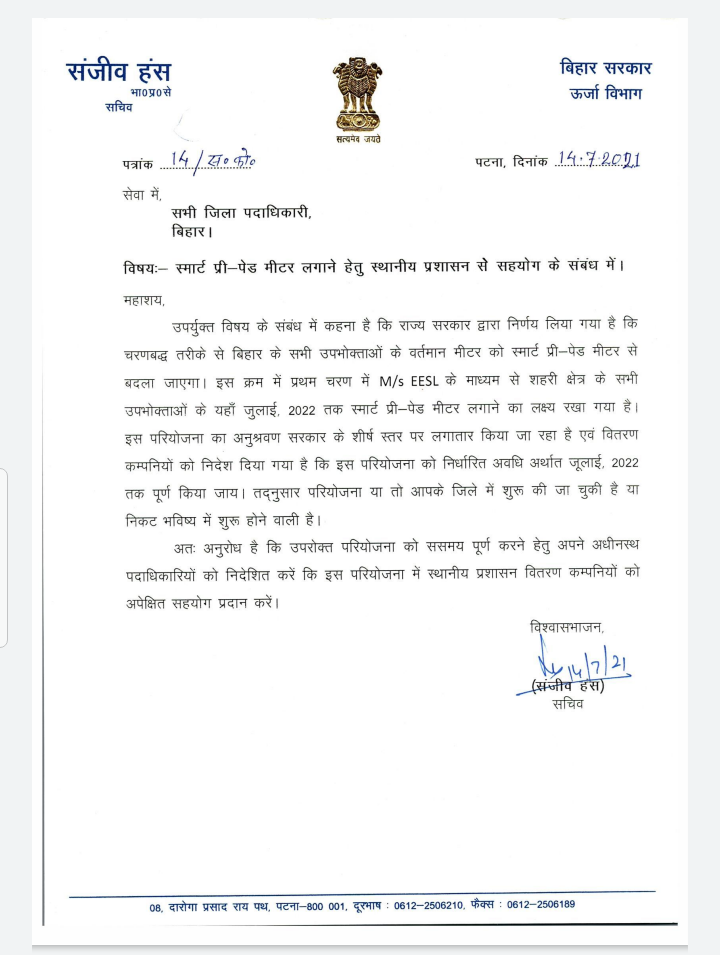 संजीव हंस
भा०प्र०से
सचिव
सत्यमेव जयते
बिहार सरकार
ऊर्जा विभाग
पत्रांक 14/स०को०
पटना, दिनांक 14.7.2021
सेवा में,
सभी जिला पदाधिकारी,
बिहार।
विषयः– स्मार्ट प्री–पेड मीटर लगाने हेतु स्थानीय प्रशासन से सहयोग के संबंध में।
महाशय,
उपर्युक्त विषय के संबंध में कहना है कि राज्य सरकार द्वारा निर्णय लिया गया है कि
चरणबद्ध तरीके से बिहार के सभी उपभोक्ताओं के वर्तमान मीटर को स्मार्ट प्री–पेड मीटर से
बदला जाएगा। इस क्रम में प्रथम चरण में M/s EESL के माध्यम से शहरी क्षेत्र के सभी
उपभोक्ताओं के यहाँ जुलाई, 2022 तक स्मार्ट प्री–पेड मीटर लगाने का लक्ष्य रखा गया है।
इस परियोजना का अनुश्रवण सरकार के शीर्ष स्तर पर लगातार किया जा रहा है एवं वितरण
कम्पनियों को निदेश दिया गया है कि इस परियोजना को निर्धारित अवधि अर्थात जूलाई, 2022
तक पूर्ण किया जाय। तद्नुसार परियोजना या तो आपके जिले में शुरू की जा चुकी है या
निकट भविष्य में शुरू होने वाली है।
अतः अनुरोध है कि उपरोक्त परियोजना को ससमय पूर्ण करने हेतु अपने अधीनस्थ
पदाधिकारियों को निदेशित करें कि इस परियोजना में स्थानीय प्रशासन वितरण कम्पनियों को
अपेक्षित सहयोग प्रदान करें।
विश्वासभाजन,
14/7/21
(संजीव हंस)
सचिव
08, दारोगा प्रसाद राय पथ, पटना–800 001, दूरभाष : 0612–2506210, फैक्स : 0612–2506189